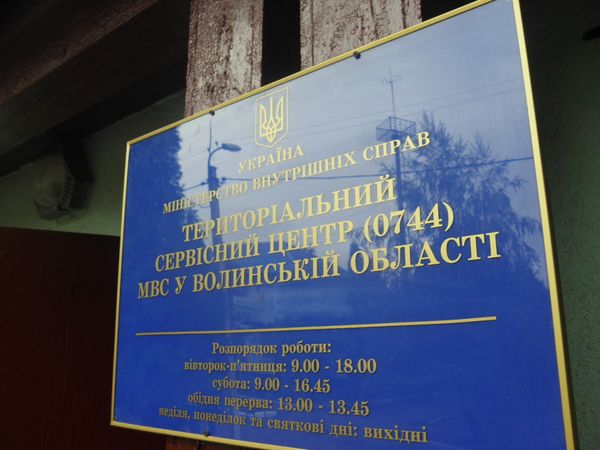 УКРАЇНА
МІНІСТЕРСТВО ВНУТРІШНІХ СПРАВ
ТЕРИТОРІАЛЬНИЙ
СЕРВІСНИЙ ЦЕНТР (0744)
МВС У ВОЛИНСЬКІЙ ОБЛАСТІ
Розпорядок роботи:
вівторок-п'ятниця: 9.00 - 18.00
субота: 9.00 - 16.45
обідня перерва: 13.00 - 13.45
неділя, понеділок та святкові дні: вихідні